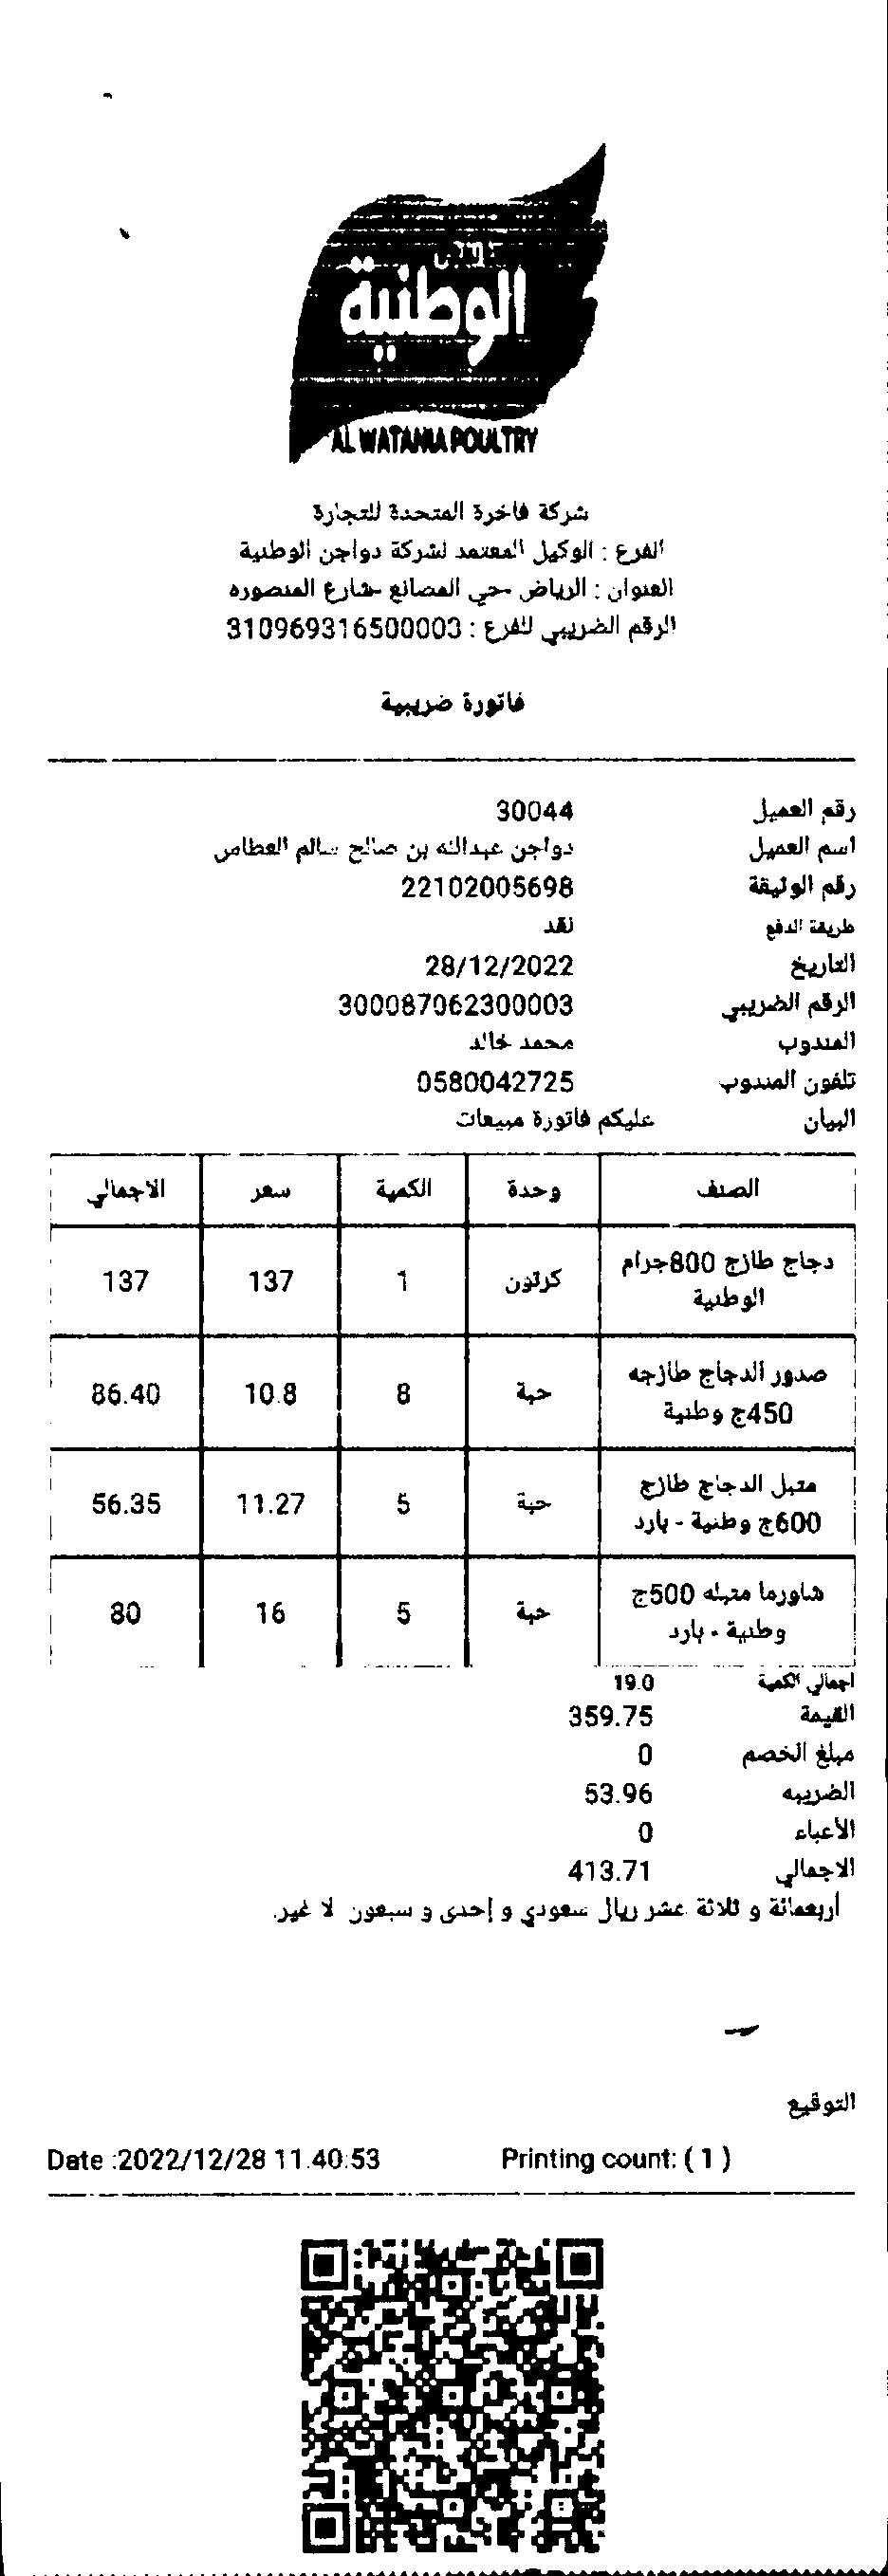 الوطنية
AL WATANIA POULTRY
شركة فاخرة المتحدة للتجارة
الفرع : الوكيل المعتمد لشركة دواجن الوطنية
العنوان : الرياض -حي المصانع -شارع المنصوره
الرقم الضريبي للفرع : 310969316500003
فاتورة ضريبية
رقم العميل 30044
اسم العميل دواجن عبدالله بن صالح سالم العطاس
رقم الوثيقة 22102005698
طريقة الدفع نقد
التاريخ 28/12/2022
الرقم الضريبي 300087062300003
المندوب محمد خالد
تلفون المندوب 0580042725
البيان عليكم فاتورة مبيعات
الصنف وحدة الكمية سعر الاجمالي
دجاج طازج 800جرام
الوطنية كرتون 1 137 137
صدور الدجاج طازجه
450ج وطنية حبة 8 10.8 86.40
متبل الدجاج طازج
600ج وطنية - بارد حبة 5 11.27 56.35
شاورما متبله 500ج
وطنية - بارد حبة 5 16 80
اجمالي الكمية 19.0
القيمة 359.75
مبلغ الخصم 0
الضريبه 53.96
الأعباء 0
الاجمالي 413.71
أربعمائة و ثلاثة عشر ريال سعودي و إحدى و سبعون لا غير.
التوقيع
Date :2022/12/28 11:40:53 Printing count: ( 1 )